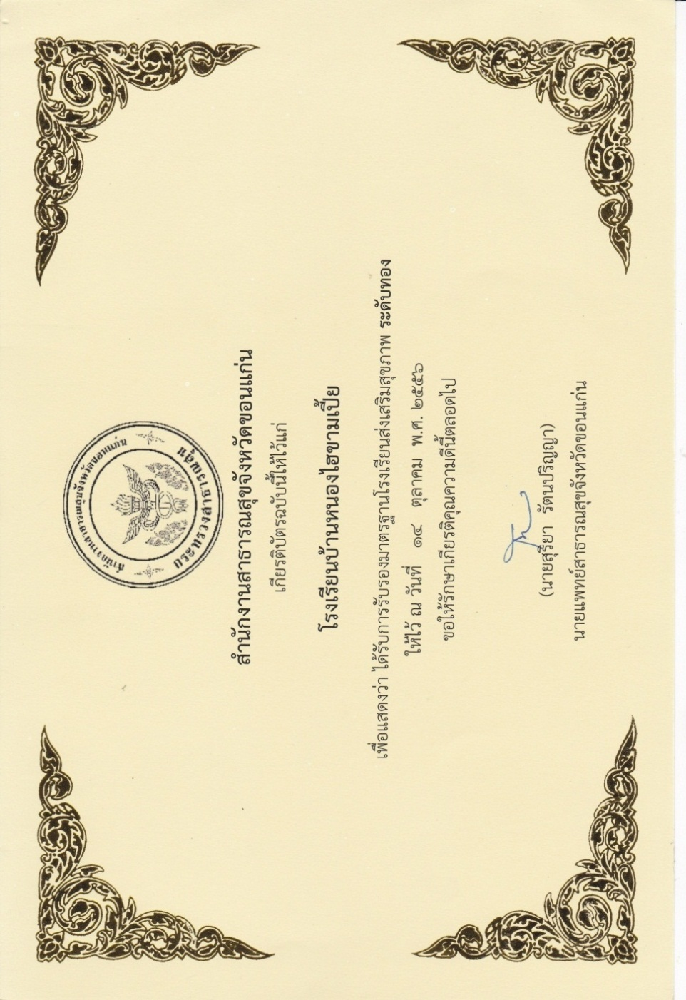 สำนักงานสาธารณสุขจังหวัดขอนแก่น
กระทรวงสาธารณสุข
สำนักงานสาธารณสุขจังหวัดขอนแก่น
เกียรติบัตรฉบับนี้ให้ไว้แก่
โรงเรียนบ้านหนองไฮขามเปี้ย
เพื่อแสดงว่า ได้รับการรับรองมาตรฐานโรงเรียนส่งเสริมสุขภาพ ระดับทอง
ให้ไว้ ณ วันที่ ๑๔ ตุลาคม พ.ศ. ๒๕๕๖
ขอให้รักษาเกียรติคุณความดีนี้ตลอดไป
(นายสุริยา รัตนปริญญา)
นายแพทย์สาธารณสุขจังหวัดขอนแก่น